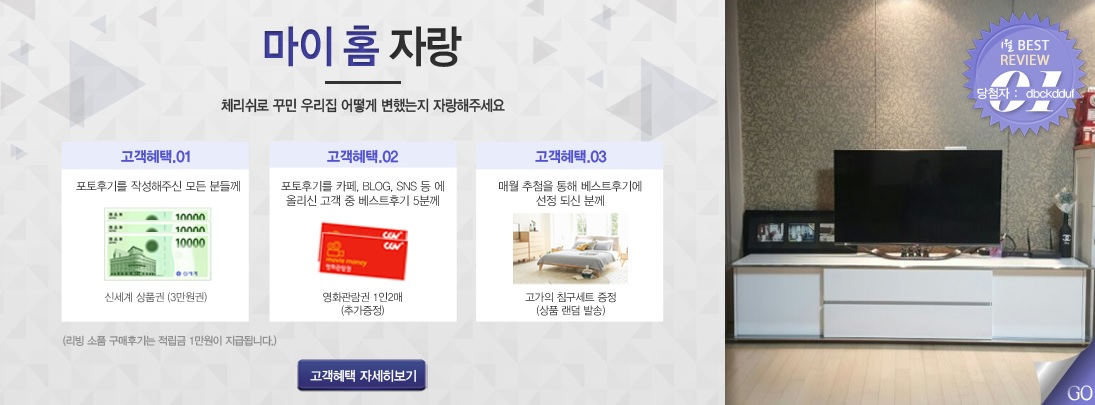 마이 홈 자랑
체리쉬로 꾸민 우리집 어떻게 변했는지 자랑해주세요
고객혜택.01
포토후기를 작성해주신 모든 분들께
10000
10000
10000
신세계
신세계 상품권 (3만원권)
고객혜택.02
포토후기를 카페, BLOG, SNS 등 에
올리신 고객 중 베스트후기 5분께
CGV
CGV
movie money
영화관람권
영화관람권 1인2매
(추가증정)
고객혜택.03
매월 추첨을 통해 베스트후기에
선정 되신 분께
고가의 침구세트 증정
(상품 랜덤 발송)
(리빙 소품 구매후기는 적립금 1만원이 지급됩니다.)
고객혜택 자세히보기
1월 BEST
REVIEW
01
당첨자 : dbckddul
GO